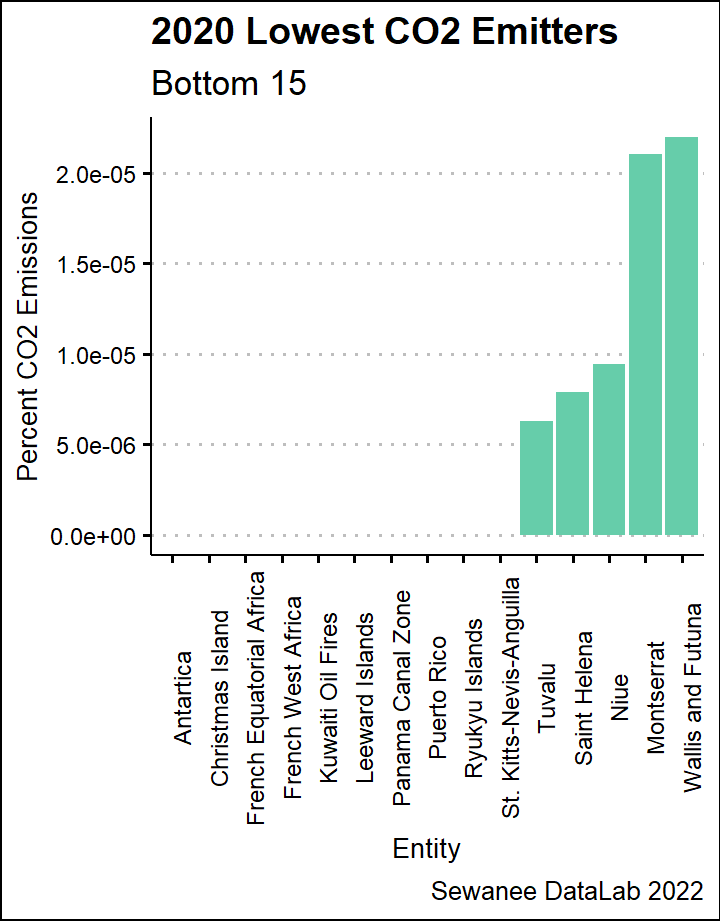 2020 Lowest CO2 Emitters
Bottom 15
Percent CO2 Emissions
2.0e-05
1.5e-05
1.0e-05
5.0e-06
0.0e+00
Antartica
Christmas Island
French Equatorial Africa
French West Africa
Kuwaiti Oil Fires
Leeward Islands
Panama Canal Zone
Puerto Rico
Ryukyu Islands
St. Kitts-Nevis-Anguilla
Tuvalu
Saint Helena
Niue
Montserrat
Wallis and Futuna
Entity
Sewanee DataLab 2022